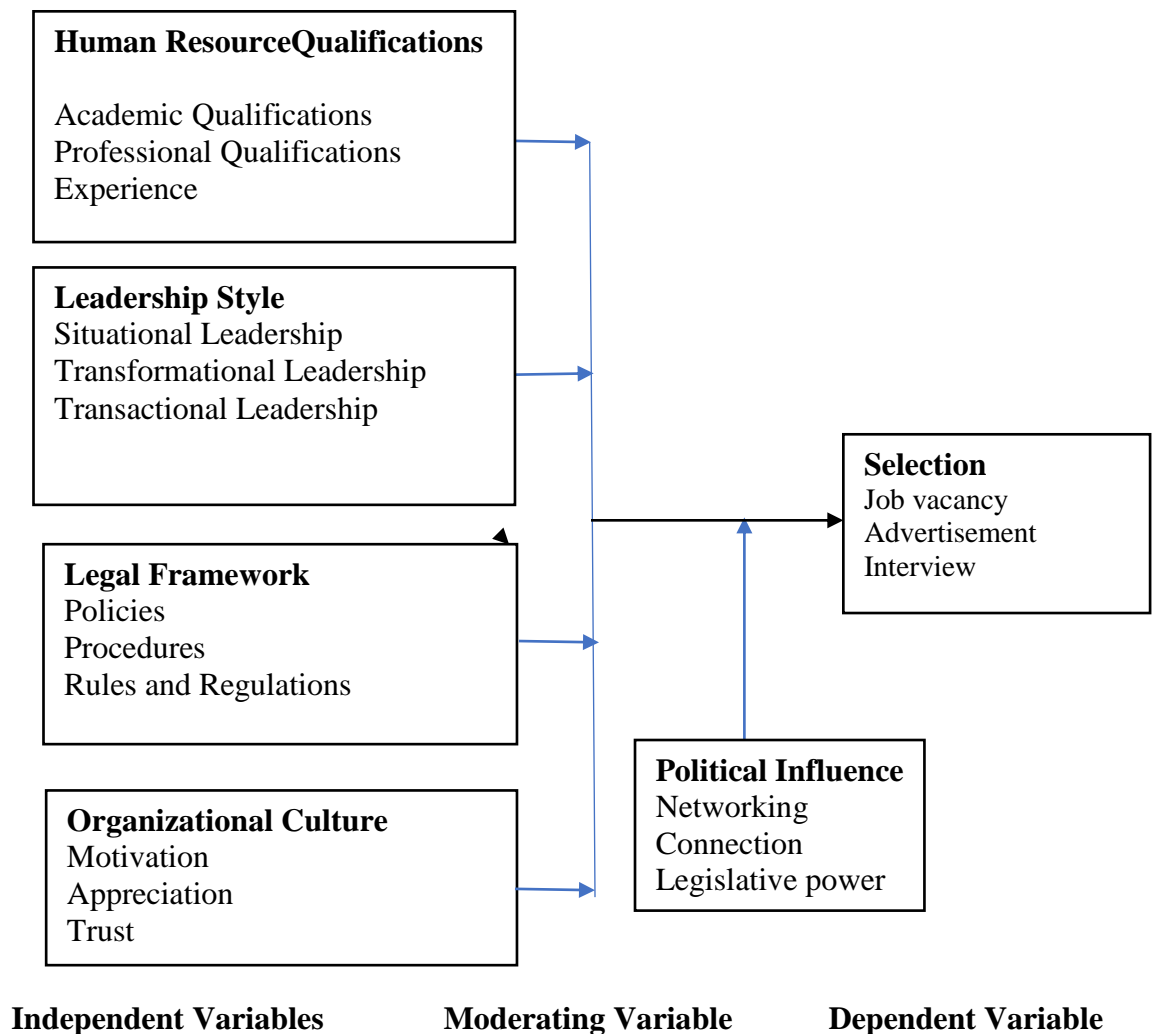 Human ResourceQualifications
Academic Qualifications
Professional Qualifications
Experience
Leadership Style
Situational Leadership
Transformational Leadership
Transactional Leadership
Legal Framework
Policies
Procedures
Rules and Regulations
Organizational Culture
Motivation
Appreciation
Trust
Political Influence
Networking
Connection
Legislative power
Selection
Job vacancy
Advertisement
Interview
Independent Variables
Moderating Variable
Dependent Variable